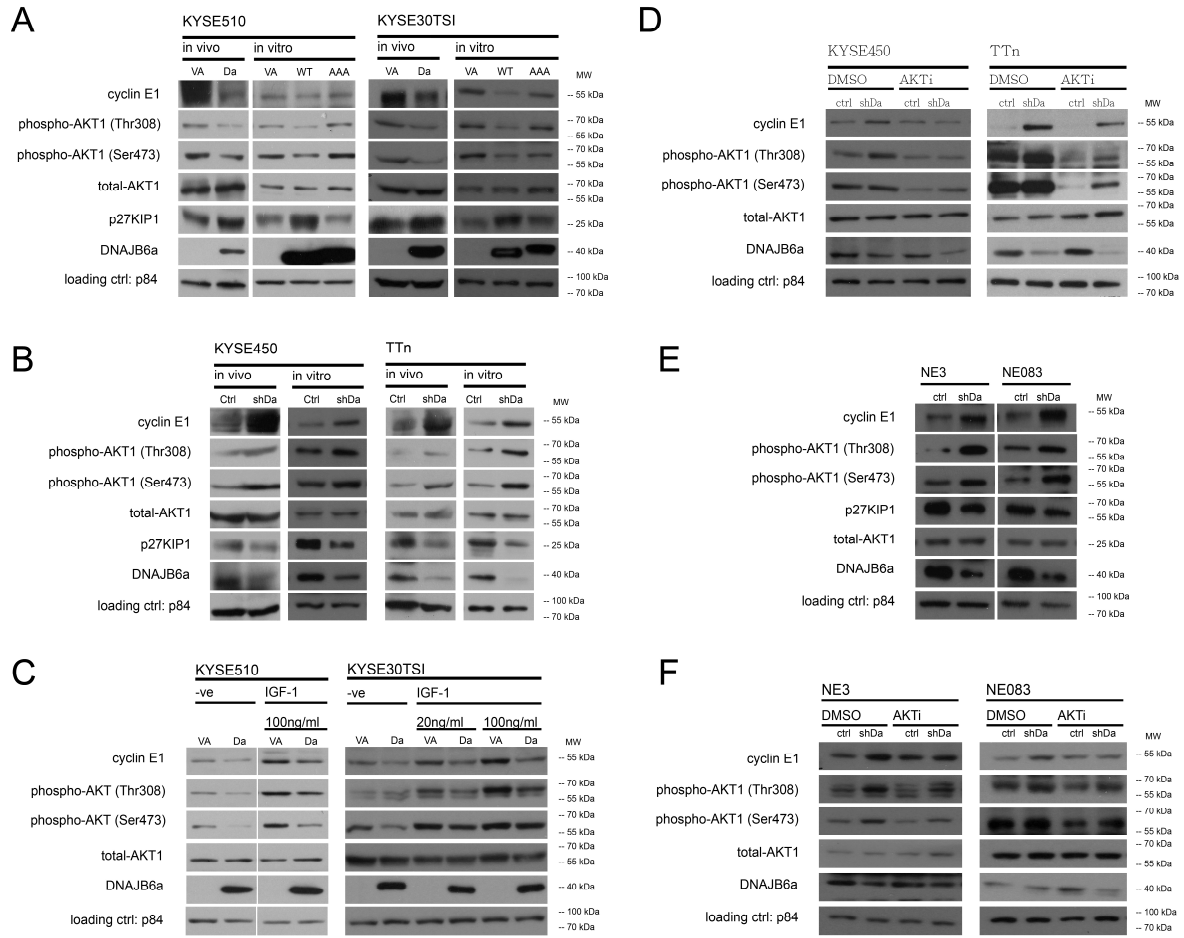 A
KYSE510 KYSE30TSI
in vivo in vitro in vivo in vitro
VA Da VA WT AAA VA Da VA WT AAA MW
cyclin E1 -- 55 kDa
phospho-AKT1 (Thr308) -- 70 kDa
-- 55 kDa
phospho-AKT1 (Ser473) -- 70 kDa
-- 55 kDa
total-AKT1 -- 70 kDa
-- 55 kDa
p27KIP1 -- 25 kDa
DNAJB6a -- 40 kDa
loading ctrl: p84 -- 100 kDa
-- 70 kDa
B
KYSE450 TTn
in vivo in vitro in vivo in vitro
Ctrl shDa Ctrl shDa Ctrl shDa Ctrl shDa MW
cyclin E1 -- 55 kDa
phospho-AKT1 (Thr308) -- 70 kDa
-- 55 kDa
phospho-AKT1 (Ser473) -- 70 kDa
-- 55 kDa
total-AKT1 -- 70 kDa
-- 55 kDa
p27KIP1 -- 25 kDa
DNAJB6a -- 40 kDa
loading ctrl: p84 -- 100 kDa
-- 70 kDa
C
KYSE510 KYSE30TSI
-ve IGF-1 -ve IGF-1
100ng/ml 20ng/ml 100ng/ml
VA Da VA Da VA Da VA Da VA Da MW
cyclin E1 -- 55 kDa
phospho-AKT (Thr308) -- 70 kDa
-- 55 kDa
phospho-AKT (Ser473) -- 70 kDa
-- 55 kDa
total-AKT1 -- 70 kDa
-- 55 kDa
DNAJB6a -- 40 kDa
loading ctrl: p84 -- 100 kDa
-- 70 kDa
D
KYSE450 TTn
DMSO AKTi DMSO AKTi
ctrl shDa ctrl shDa ctrl shDa ctrl shDa MW
cyclin E1 -- 55 kDa
phospho-AKT1 (Thr308) -- 70 kDa
-- 55 kDa
phospho-AKT1 (Ser473) -- 70 kDa
-- 55 kDa
total-AKT1 -- 70 kDa
-- 55 kDa
DNAJB6a -- 40 kDa
loading ctrl: p84 -- 100 kDa
-- 70 kDa
E
NE3 NE083
ctrl shDa ctrl shDa MW
cyclin E1 -- 55 kDa
phospho-AKT1 (Thr308) -- 70 kDa
-- 55 kDa
phospho-AKT1 (Ser473) -- 70 kDa
-- 55 kDa
p27KIP1 -- 70 kDa
-- 55 kDa
total-AKT1 -- 25 kDa
DNAJB6a -- 40 kDa
loading ctrl: p84 -- 100 kDa
-- 70 kDa
F
NE3 NE083
DMSO AKTi DMSO AKTi
ctrl shDa ctrl shDa ctrl shDa ctrl shDa MW
cyclin E1 -- 55 kDa
phospho-AKT1 (Thr308) -- 70 kDa
-- 55 kDa
phospho-AKT1 (Ser473) -- 70 kDa
-- 55 kDa
total-AKT1 -- 70 kDa
-- 55 kDa
DNAJB6a -- 40 kDa
loading ctrl: p84 -- 100 kDa
-- 70 kDa